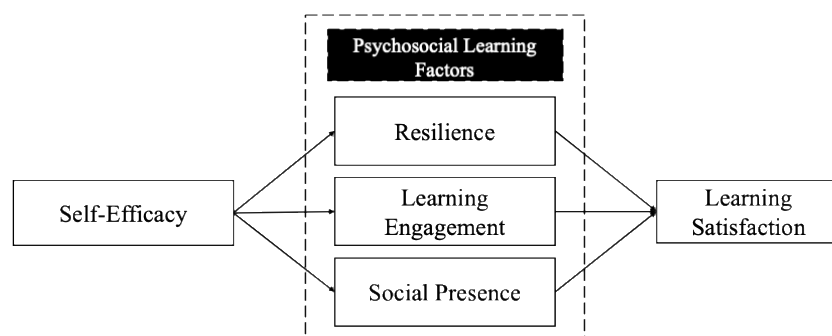 Psychosocial Learning
Factors
Resilience
Self-Efficacy
Learning
Engagement
Learning
Satisfaction
Social Presence